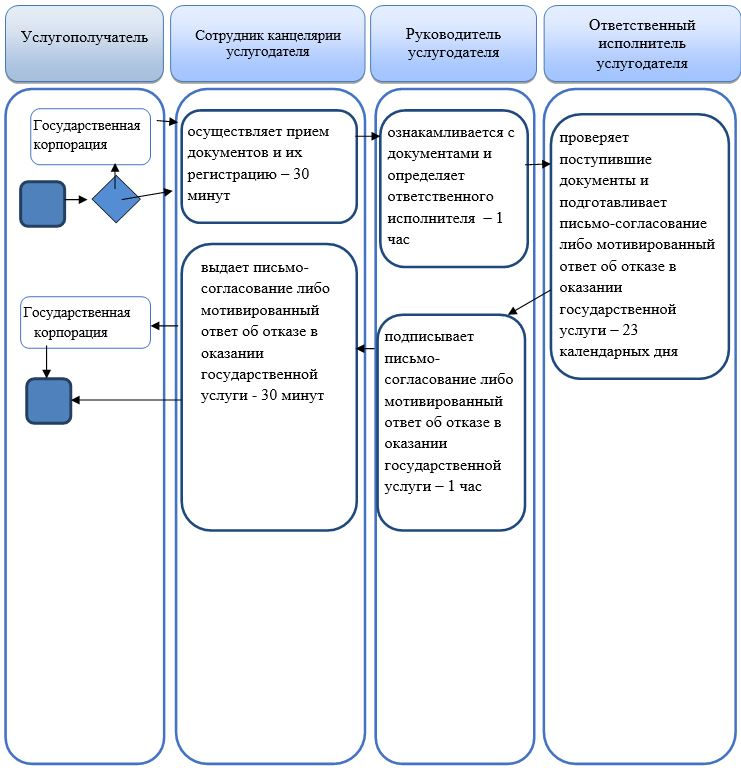 Услугополучатель
Сотрудник канцелярии
услугодателя
Руководитель
услугодателя
Ответственный
исполнитель
услугодателя
Государственная
корпорация
осуществляет прием
документов и их
регистрацию – 30
минут
ознакамливается с
документами и
определяет
ответственного
исполнителя – 1
час
проверяет
поступившие
документы и
подготавливает
письмо-согласование
либо мотивированный
ответ об отказе в
оказании
государственной
услуги – 23
календарных дня
подписывает
письмо-
согласование либо
мотивированный
ответ об отказе в
оказании
государственной
услуги – 1 час
выдает письмо-
согласование либо
мотивированный
ответ об отказе в
оказании
государственной
услуги - 30 минут
Государственная
корпорация